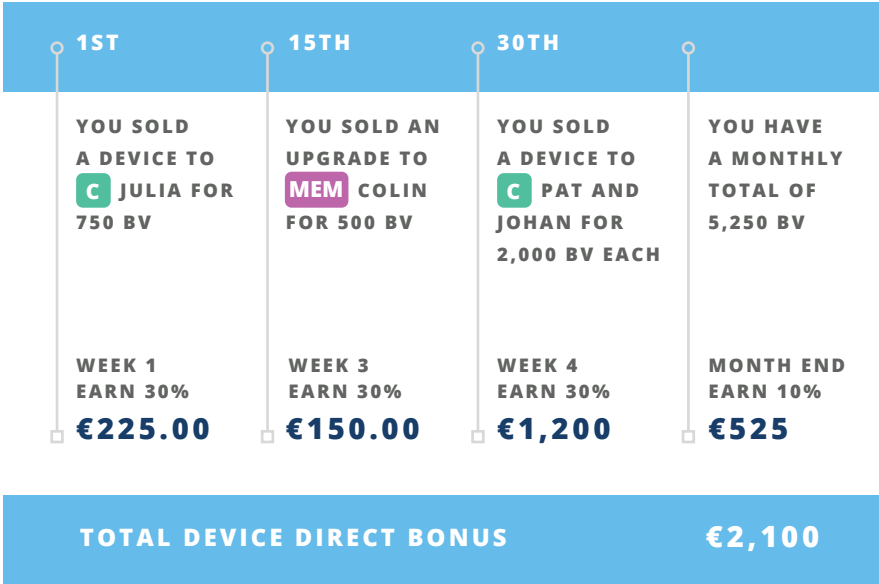 1ST
YOU SOLD
A DEVICE TO
C JULIA FOR
750 BV
WEEK 1
EARN 30%
€225.00
15TH
YOU SOLD AN
UPGRADE TO
MEM COLIN
FOR 500 BV
WEEK 3
EARN 30%
€150.00
30TH
YOU SOLD
A DEVICE TO
C PAT AND
JOHAN FOR
2,000 BV EACH
WEEK 4
EARN 30%
€1,200
YOU HAVE
A MONTHLY
TOTAL OF
5,250 BV
MONTH END
EARN 10%
€525
TOTAL DEVICE DIRECT BONUS €2,100